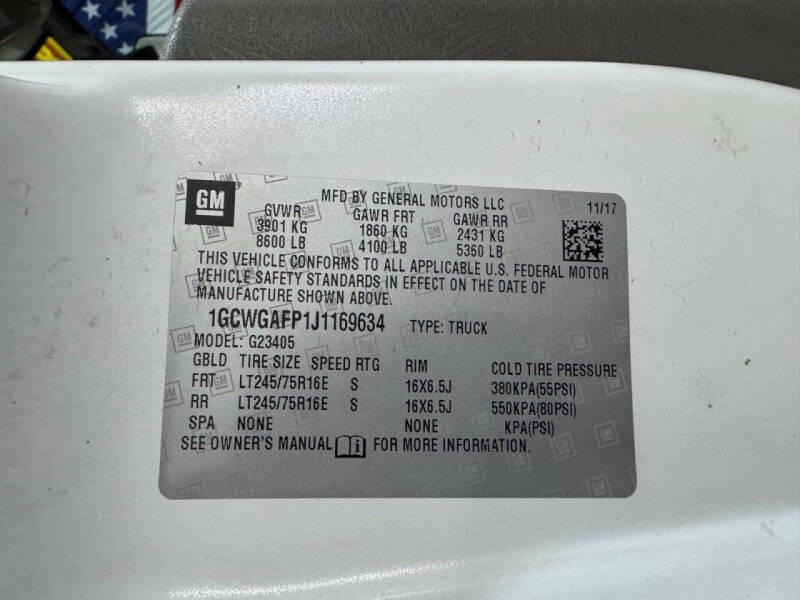 GM
MFD BY GENERAL MOTORS LLC 11/17
GVWR GAWR FRT GAWR RR
3901 KG 1860 KG 2431 KG
8600 LB 4100 LB 5360 LB
THIS VEHICLE CONFORMS TO ALL APPLICABLE U.S. FEDERAL MOTOR
VEHICLE SAFETY STANDARDS IN EFFECT ON THE DATE OF
MANUFACTURE SHOWN ABOVE.
1GCWGAFP1J1169634 TYPE: TRUCK
MODEL: G23405
GBLD TIRE SIZE SPEED RTG RIM COLD TIRE PRESSURE
FRT LT245/75R16E S 16X6.5J 380KPA(55PSI)
RR LT245/75R16E S 16X6.5J 550KPA(80PSI)
SPA NONE NONE KPA(PSI)
SEE OWNER'S MANUAL FOR MORE INFORMATION.